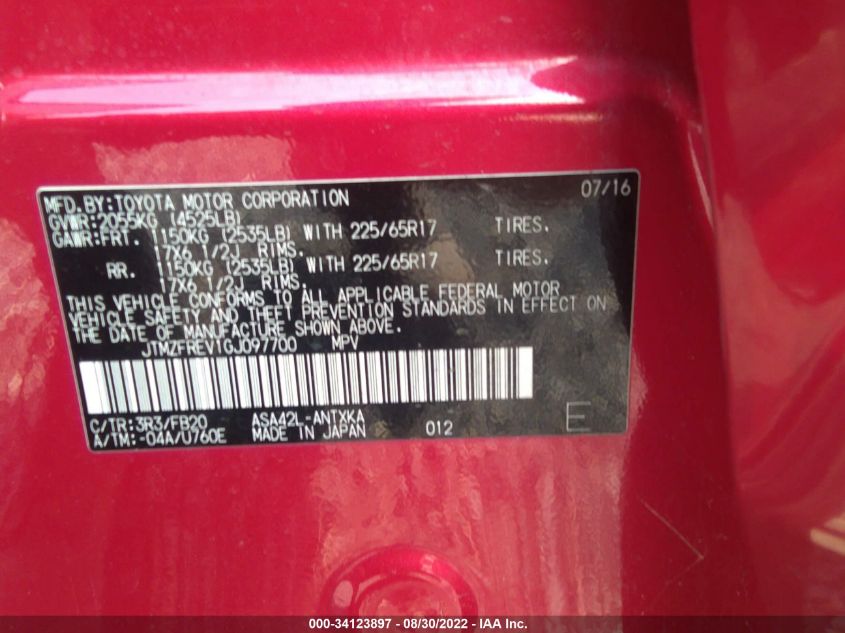 MFD.BY:TOYOTA MOTOR CORPORATION 07/16
GVWR:2055KG (4525LB)
GAWR:FRT. 1150KG (2535LB) WITH 225/65R17 TIRES.
17X6 1/2J RIMS.
RR. 1150KG (2535LB) WITH 225/65R17 TIRES.
17X6 1/2J RIMS.
THIS VEHICLE CONFORMS TO ALL APPLICABLE FEDERAL MOTOR
VEHICLE SAFETY AND THEFT PREVENTION STANDARDS IN EFFECT ON
THE DATE OF MANUFACTURE SHOWN ABOVE.
JTMZFREV1GJ097700 MPV
C/TR:3R3/FB20 ASA42L-ANTXKA
A/TM:-04A/U760E MADE IN JAPAN 012 E
000-34123897 - 08/30/2022 - IAA Inc.